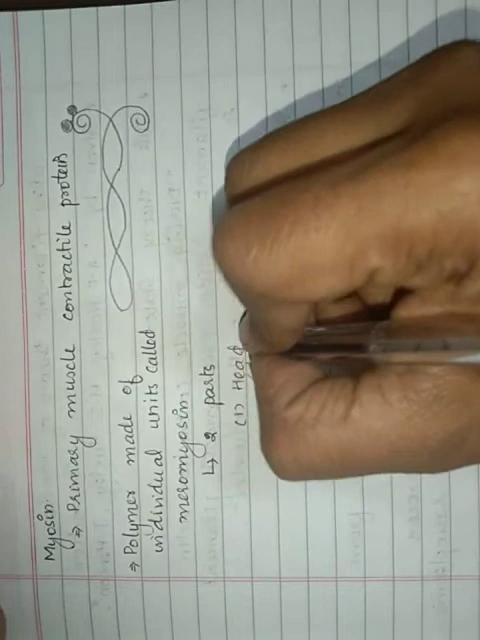 Myosin.
⇒ Primary muscle contractile protein
⇒ Polymer made of
individual units called
meromyosin
↳ 2 parts
(1) Head